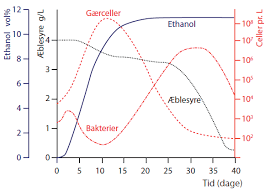 Ethanol vol%
Æblesyre g/L
Celler pr. L
12
10
8
6
4
2
0
4
3
2
1
0
10⁸
10⁷
10⁶
10⁵
10⁴
10³
10²
Gærceller
Ethanol
Æblesyre
Bakterier
0 5 10 15 20 25 30 35 40
Tid (dage)